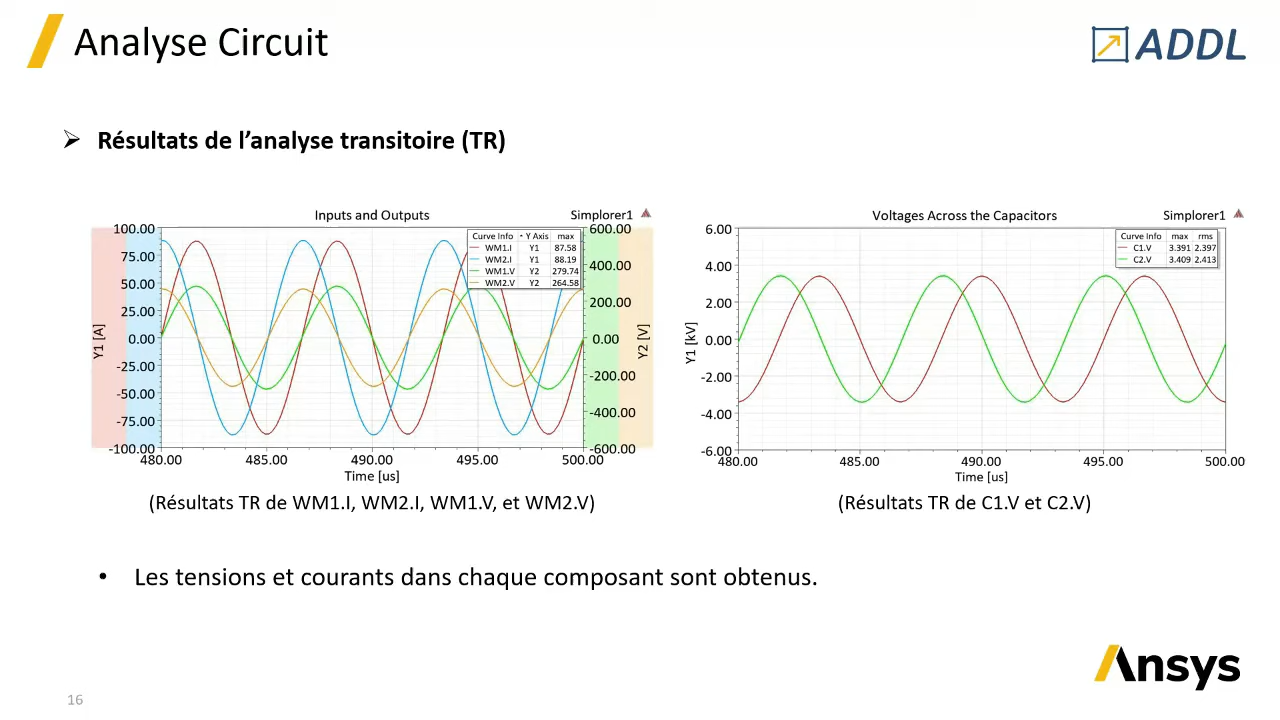 Analyse Circuit
ADDL
Résultats de l’analyse transitoire (TR)
Inputs and Outputs
Simplorer1
Curve Info Y Axis max
WM1.I Y1 87.58
WM2.I Y1 88.19
WM1.V Y2 279.74
WM2.V Y2 264.58
100.00
75.00
50.00
25.00
0.00
-25.00
-50.00
-75.00
-100.00
Y1 [A]
600.00
400.00
200.00
0.00
-200.00
-400.00
-600.00
Y2 [V]
480.00 485.00 490.00 495.00 500.00
Time [us]
(Résultats TR de WM1.I, WM2.I, WM1.V, et WM2.V)
Voltages Across the Capacitors
Simplorer1
Curve Info max rms
C1.V 3.391 2.397
C2.V 3.409 2.413
6.00
4.00
2.00
0.00
-2.00
-4.00
-6.00
Y1 [kV]
480.00 485.00 490.00 495.00 500.00
Time [us]
(Résultats TR de C1.V et C2.V)
• Les tensions et courants dans chaque composant sont obtenus.
Ansys
16